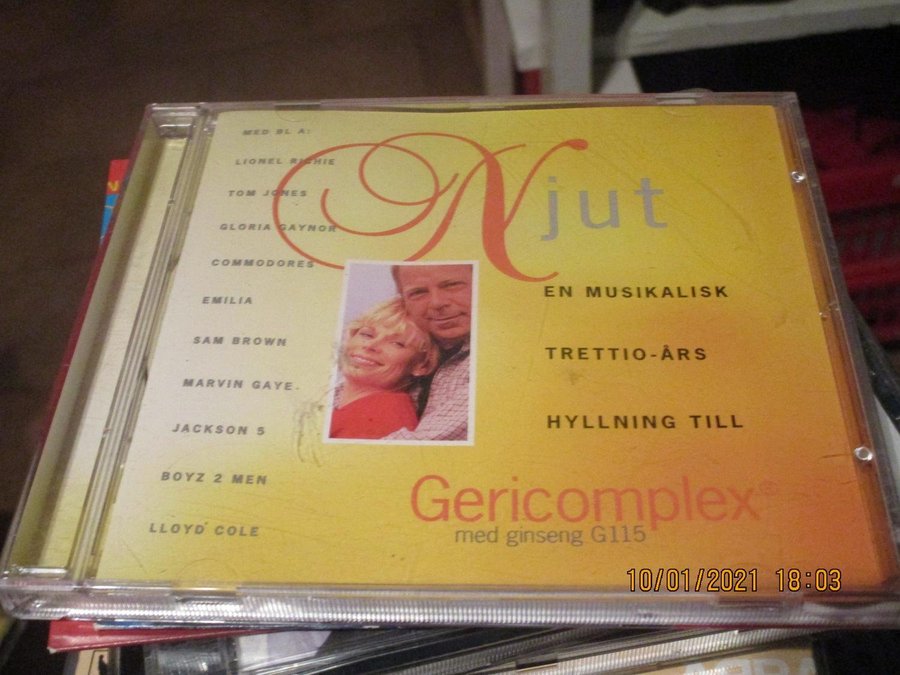 MED BL A:
LIONEL RICHIE
TOM JONES
GLORIA GAYNOR
COMMODORES
EMILIA
SAM BROWN
MARVIN GAYE
JACKSON 5
BOYZ 2 MEN
LLOYD COLE
Njut
EN MUSIKALISK
TRETTIO-ÅRS
HYLLNING TILL
Gericomplex®
med ginseng G115
10/01/2021 18:03